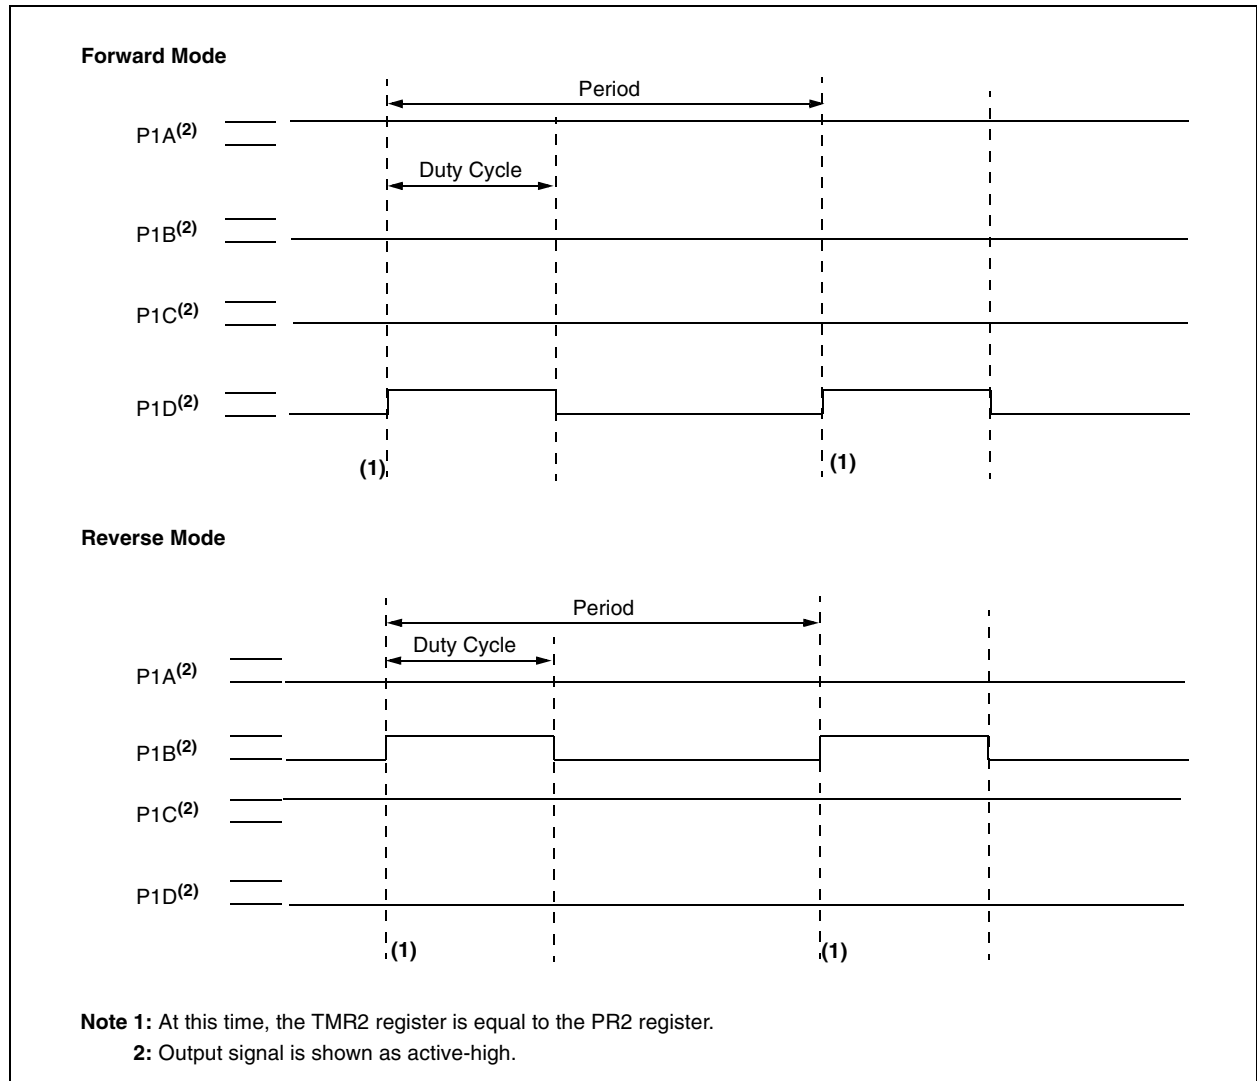 Forward Mode
Period
P1A(2)
Duty Cycle
P1B(2)
P1C(2)
P1D(2)
(1)
(1)
Reverse Mode
Period
Duty Cycle
P1A(2)
P1B(2)
P1C(2)
P1D(2)
(1)
(1)
Note 1: At this time, the TMR2 register is equal to the PR2 register.
2: Output signal is shown as active-high.